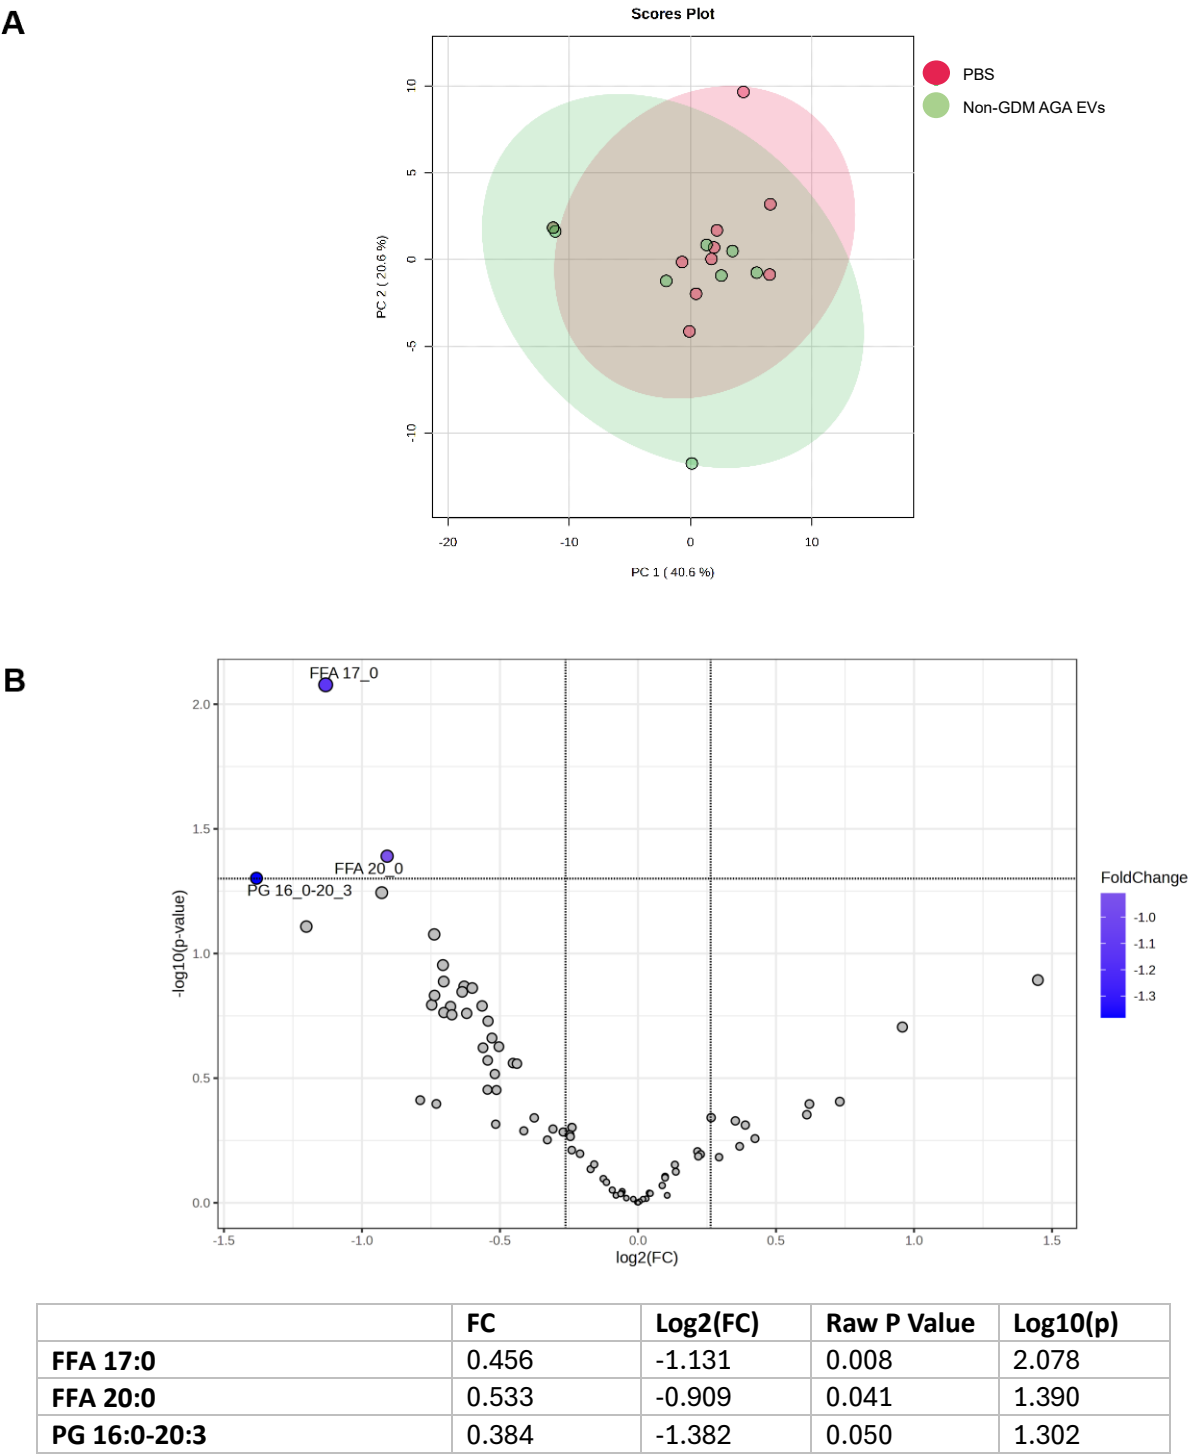 A
Scores Plot
PBS
Non-GDM AGA EVs
10
5
0
-5
-10
PC 2 ( 20.6 %)
-20 -10 0 10
PC 1 ( 40.6 %)
B
FFA 17_0
FFA 20_0
PG 16_0-20_3
2.0
1.5
1.0
0.5
0.0
-log10(p-value)
-1.5 -1.0 -0.5 0.0 0.5 1.0 1.5
log2(FC)
FoldChange
-1.0
-1.1
-1.2
-1.3
FC Log2(FC) Raw P Value Log10(p)
FFA 17:0 0.456 -1.131 0.008 2.078
FFA 20:0 0.533 -0.909 0.041 1.390
PG 16:0-20:3 0.384 -1.382 0.050 1.302